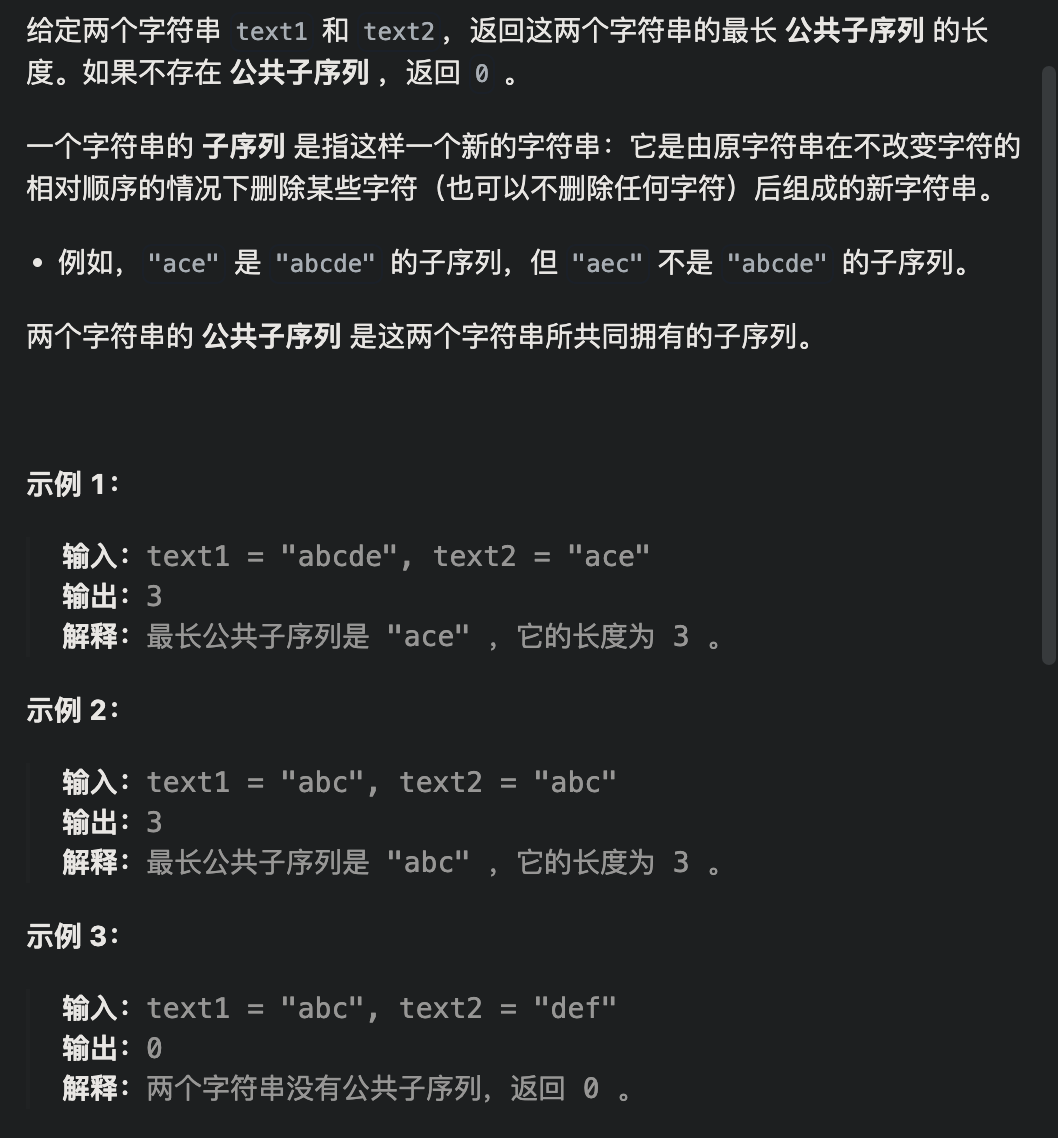 给定两个字符串 text1 和 text2，返回这两个字符串的最长 公共子序列 的长
度。如果不存在 公共子序列 ，返回 0 。
一个字符串的 子序列 是指这样一个新的字符串：它是由原字符串在不改变字符的
相对顺序的情况下删除某些字符（也可以不删除任何字符）后组成的新字符串。
• 例如， "ace" 是 "abcde" 的子序列，但 "aec" 不是 "abcde" 的子序列。
两个字符串的 公共子序列 是这两个字符串所共同拥有的子序列。
示例 1：
输入：text1 = "abcde", text2 = "ace"
输出：3
解释：最长公共子序列是 "ace" ，它的长度为 3 。
示例 2：
输入：text1 = "abc", text2 = "abc"
输出：3
解释：最长公共子序列是 "abc" ，它的长度为 3 。
示例 3：
输入：text1 = "abc", text2 = "def"
输出：0
解释：两个字符串没有公共子序列，返回 0 。